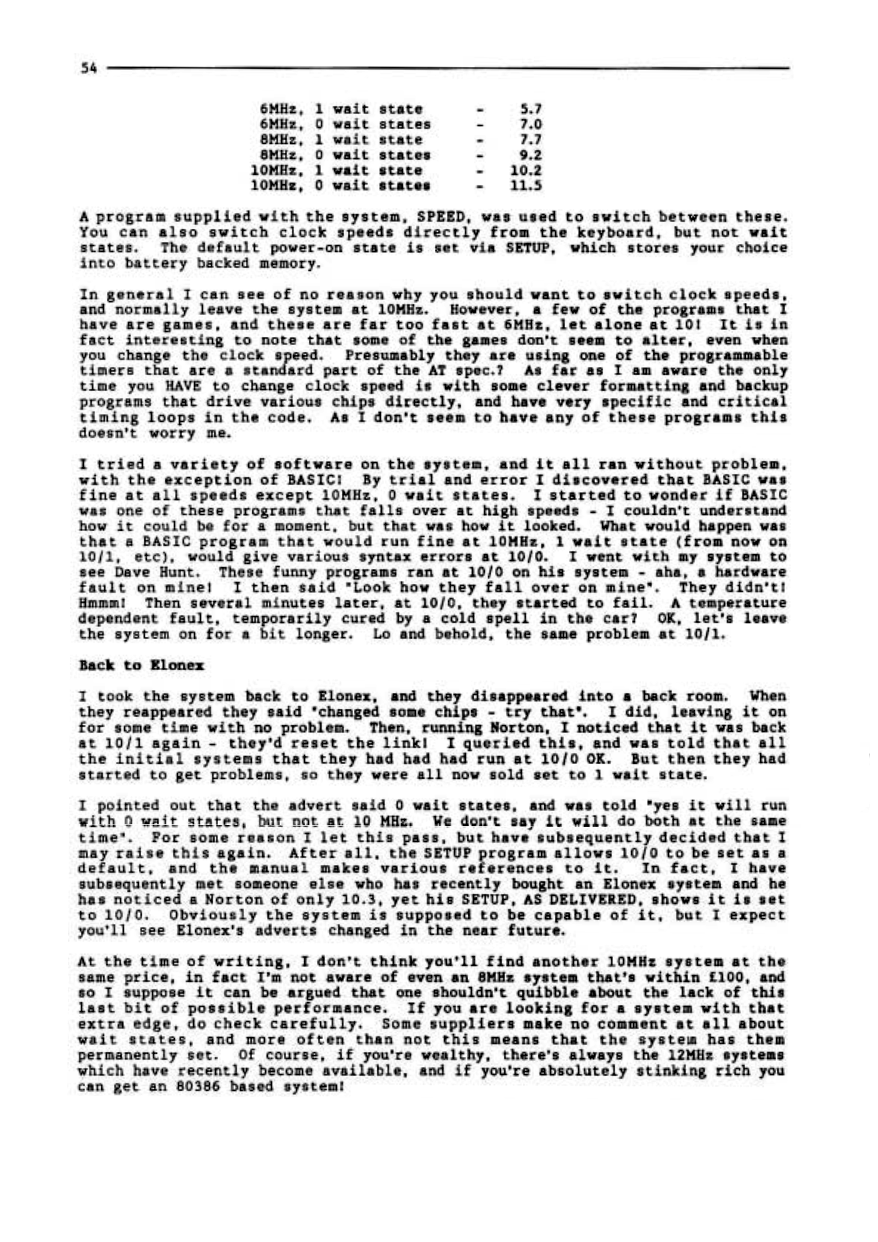 54
6MHz, 1 wait state - 5.7
6MHz, 0 wait states - 7.0
8MHz, 1 wait state - 7.7
8MHz, 0 wait states - 9.2
10MHz, 1 wait state - 10.2
10MHz, 0 wait states - 11.5
A program supplied with the system, SPEED, was used to switch between these.
You can also switch clock speeds directly from the keyboard, but not wait
states. The default power-on state is set via SETUP, which stores your choice
into battery backed memory.
In general I can see of no reason why you should want to switch clock speeds,
and normally leave the system at 10MHz. However, a few of the programs that I
have are games, and these are far too fast at 6MHz, let alone at 10! It is in
fact interesting to note that some of the games don't seem to alter, even when
you change the clock speed. Presumably they are using one of the programmable
timers that are a standard part of the AT spec.? As far as I am aware the only
time you HAVE to change clock speed is with some clever formatting and backup
programs that drive various chips directly, and have very specific and critical
timing loops in the code. As I don't seem to have any of these programs this
doesn't worry me.
I tried a variety of software on the system, and it all ran without problem,
with the exception of BASIC! By trial and error I discovered that BASIC was
fine at all speeds except 10MHz, 0 wait states. I started to wonder if BASIC
was one of these programs that falls over at high speeds - I couldn't understand
how it could be for a moment, but that was how it looked. What would happen was
that a BASIC program that would run fine at 10MHz, 1 wait state (from now on
10/1, etc), would give various syntax errors at 10/0. I went with my system to
see Dave Hunt. These funny programs ran at 10/0 on his system - aha, a hardware
fault on mine! I then said "Look how they fall over on mine". They didn't!
Hmmm! Then several minutes later, at 10/0, they started to fail. A temperature
dependent fault, temporarily cured by a cold spell in the car? OK, let's leave
the system on for a bit longer. Lo and behold, the same problem at 10/1.
Back to Elonex
I took the system back to Elonex, and they disappeared into a back room. When
they reappeared they said "changed some chips - try that". I did, leaving it on
for some time with no problem. Then, running Norton, I noticed that it was back
at 10/1 again - they'd reset the link! I queried this, and was told that all
the initial systems that they had had had run at 10/0 OK. But then they had
started to get problems, so they were all now sold set to 1 wait state.
I pointed out that the advert said 0 wait states, and was told "yes it will run
with 0 wait states, but not at 10 MHz. We don't say it will do both at the same
time". For some reason I let this pass, but have subsequently decided that I
may raise this again. After all, the SETUP program allows 10/0 to be set as a
default, and the manual makes various references to it. In fact, I have
subsequently met someone else who has recently bought an Elonex system and he
has noticed a Norton of only 10.3, yet his SETUP, AS DELIVERED, shows it is set
to 10/0. Obviously the system is supposed to be capable of it, but I expect
you'll see Elonex's adverts changed in the near future.
At the time of writing, I don't think you'll find another 10MHz system at the
same price, in fact I'm not aware of even an 8MHz system that's within £100, and
so I suppose it can be argued that one shouldn't quibble about the lack of this
last bit of possible performance. If you are looking for a system with that
extra edge, do check carefully. Some suppliers make no comment at all about
wait states, and more often than not this means that the system has them
permanently set. Of course, if you're wealthy, there's always the 12MHz systems
which have recently become available, and if you're absolutely stinking rich you
can get an 80386 based system!